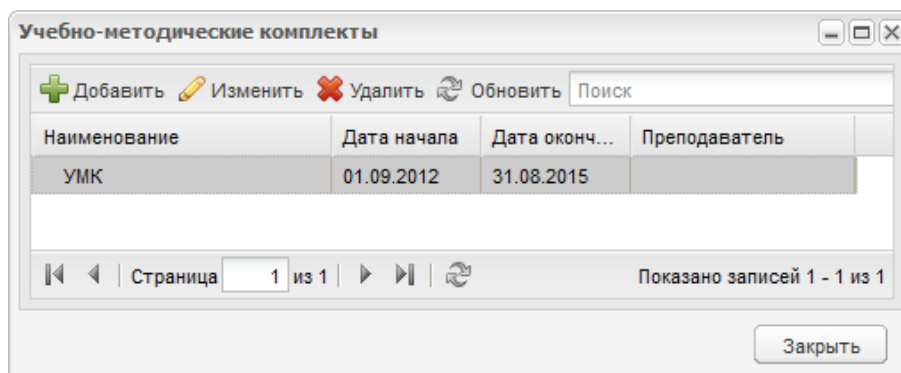 Учебно-методические комплекты
Добавить Изменить Удалить Обновить Поиск
Наименование Дата начала Дата оконч... Преподаватель
УМК 01.09.2012 31.08.2015
Страница 1 из 1 Показано записей 1 - 1 из 1
Закрыть